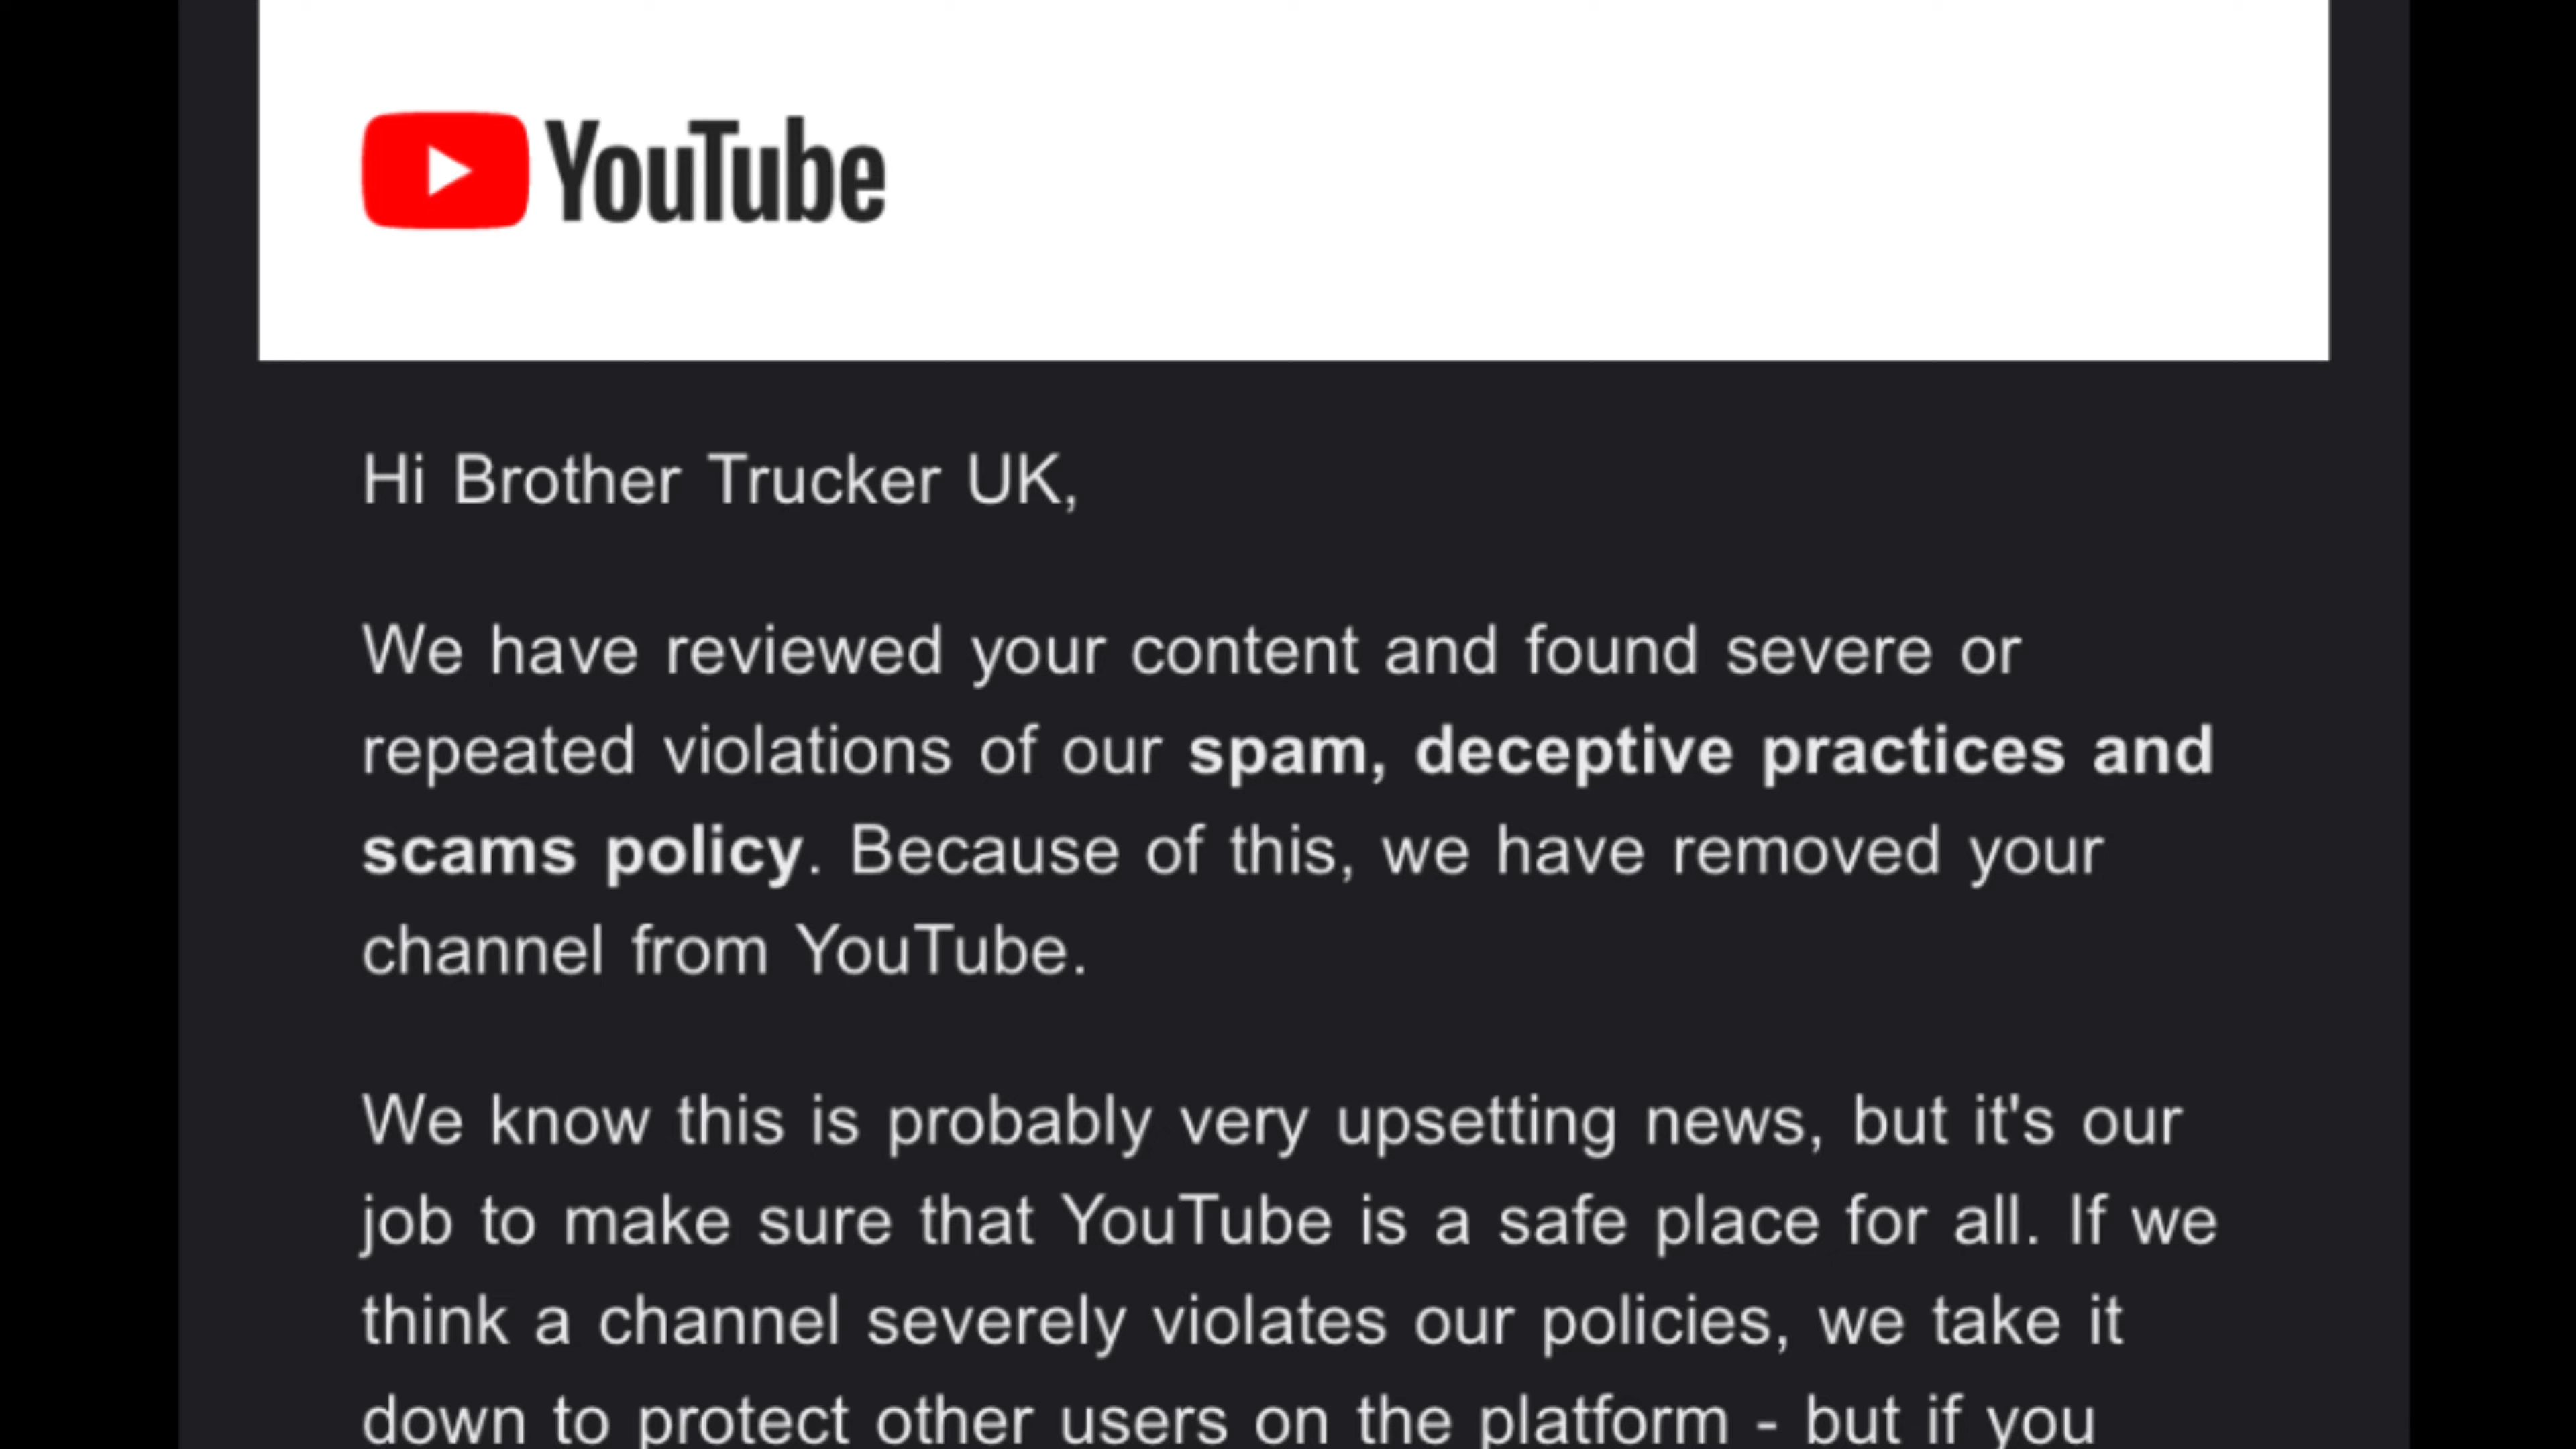 YouTube
Hi Brother Trucker UK,
We have reviewed your content and found severe or
repeated violations of our spam, deceptive practices and
scams policy. Because of this, we have removed your
channel from YouTube.
We know this is probably very upsetting news, but it's our
job to make sure that YouTube is a safe place for all. If we
think a channel severely violates our policies, we take it
down to protect other users on the platform - but if you